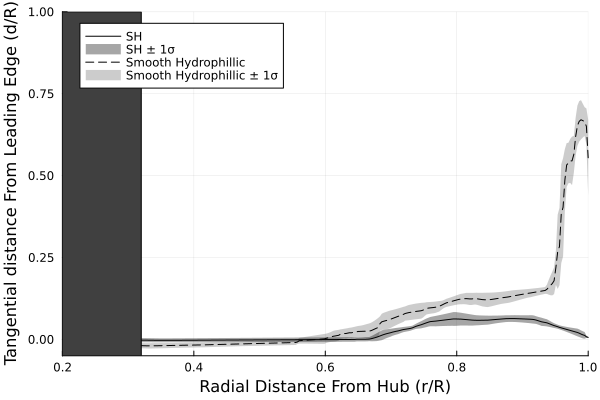 Tangential distance From Leading Edge (d/R)
1.00
0.75
0.50
0.25
0.00
SH
SH ± 1σ
Smooth Hydrophillic
Smooth Hydrophillic ± 1σ
0.2 0.4 0.6 0.8 1.0
Radial Distance From Hub (r/R)